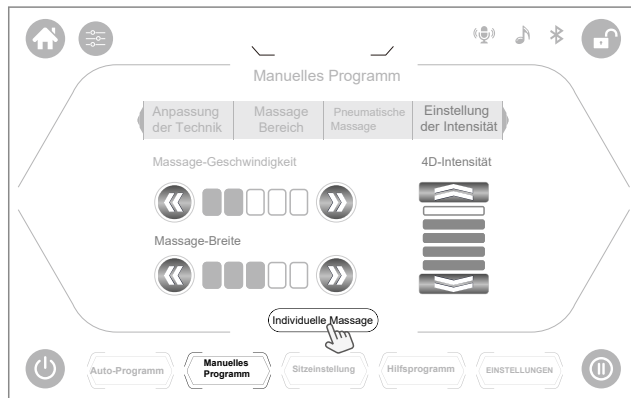 Manuelles Programm
Anpassung
der Technik
Massage
Bereich
Pneumatische
Massage
Einstellung
der Intensität
Massage-Geschwindigkeit
4D-Intensität
Massage-Breite
Individuelle Massage
Auto-Programm
Manuelles
Programm
Sitzeinstellung
Hilfsprogramm
EINSTELLUNGEN